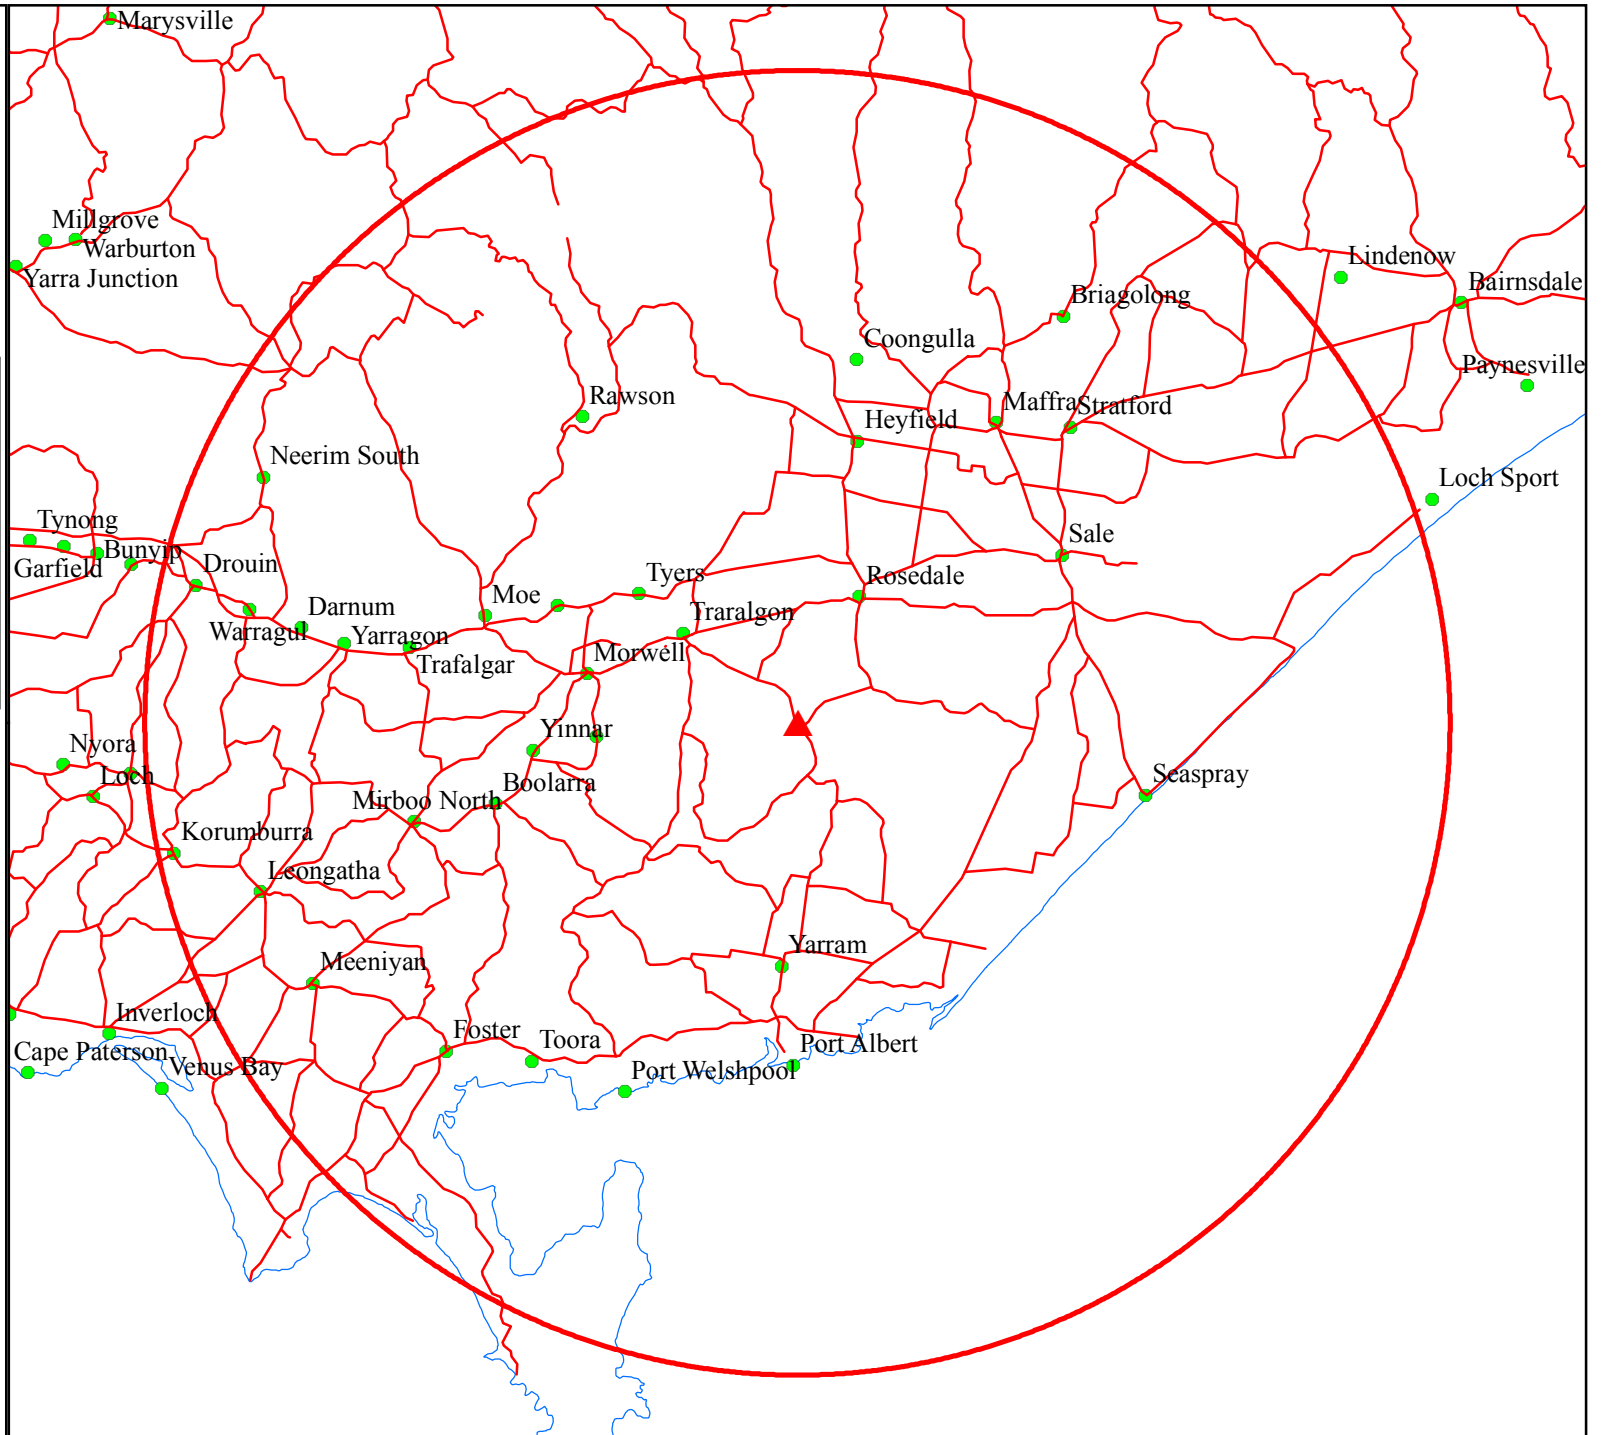 Marysville
Millgrove
Warburton
Yarra Junction
Lindenow
Bairnsdale
Briagolong
Coongulla
Paynesville
Rawson
Maffra
Stratford
Heyfield
Neerim South
Loch Sport
Tynong
Sale
Bunyip
Garfield
Drouin
Tyers
Rosedale
Moe
Darnum
Traralgon
Warragul
Yarragon
Morwell
Trafalgar
Yinnar
Nyora
Loch
Seaspray
Boolarra
Mirboo North
Korumburra
Leongatha
Yarram
Meeniyan
Inverloch
Foster
Toora
Port Albert
Cape Paterson
Venus Bay
Port Welshpool